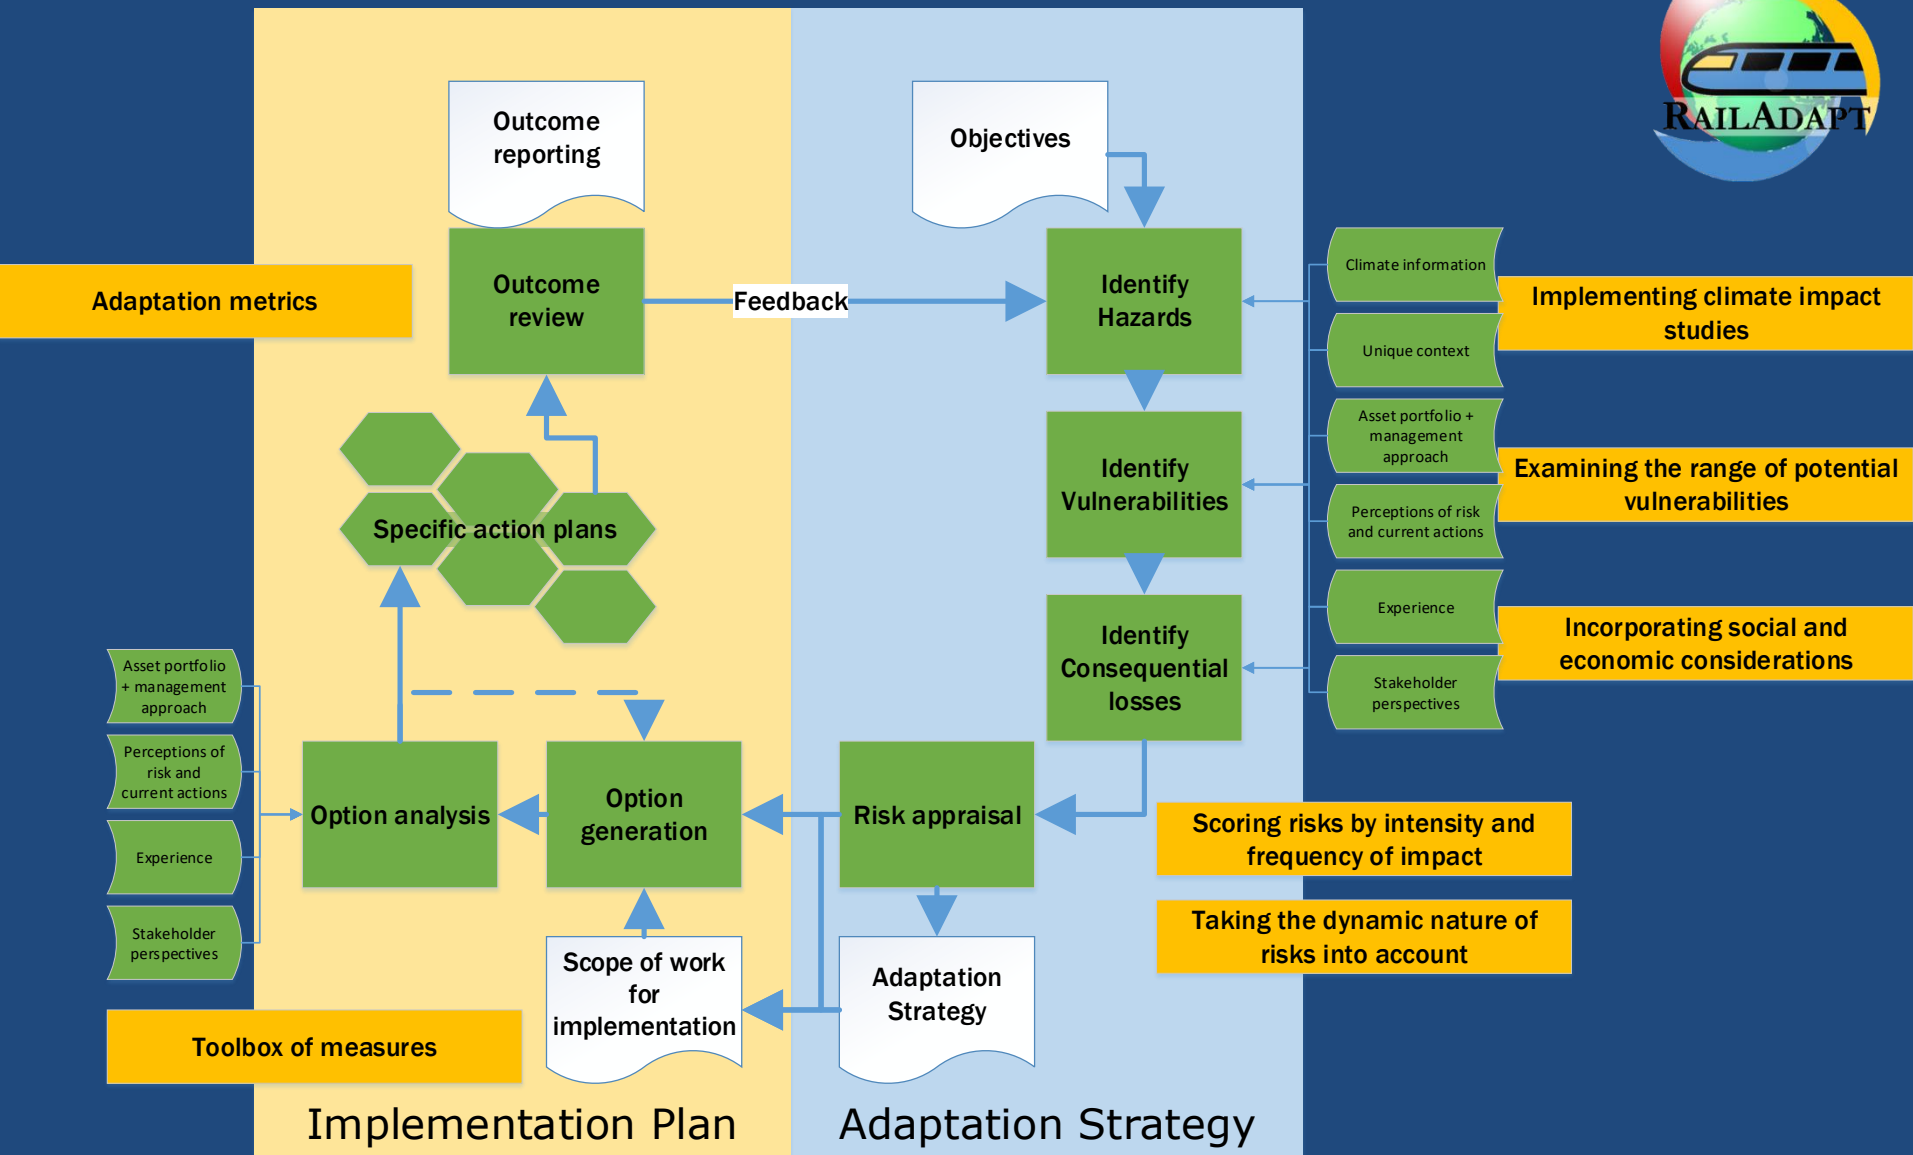 RAILADAPT
Outcome
reporting
Objectives
Outcome
review
Feedback
Identify
Hazards
Adaptation metrics
Climate information
Unique context
Asset portfolio +
management
approach
Perceptions of risk
and current actions
Experience
Stakeholder
perspectives
Implementing climate impact
studies
Examining the range of potential
vulnerabilities
Incorporating social and
economic considerations
Identify
Vulnerabilities
Identify
Consequential
losses
Specific action plans
Asset portfolio
+ management
approach
Perceptions of
risk and
current actions
Experience
Stakeholder
perspectives
Option analysis
Option
generation
Risk appraisal
Scoring risks by intensity and
frequency of impact
Taking the dynamic nature of
risks into account
Scope of work
for
implementation
Adaptation
Strategy
Toolbox of measures
Implementation Plan
Adaptation Strategy